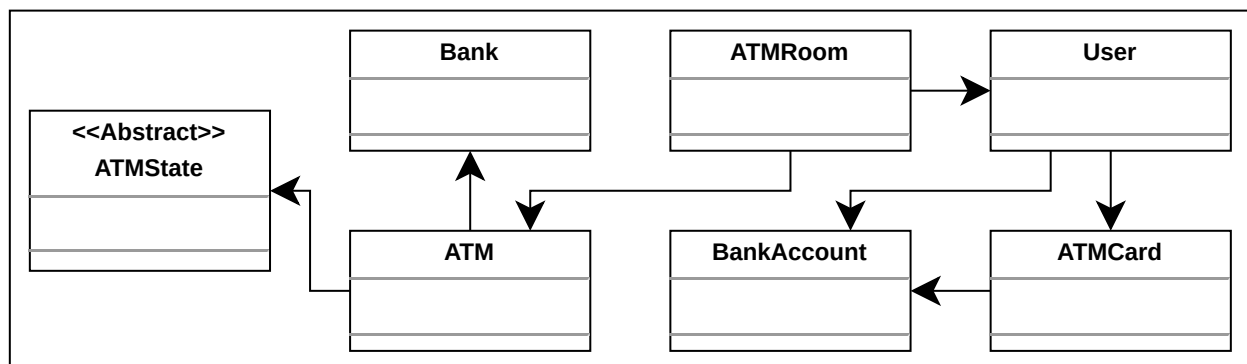 Bank
ATMRoom
User
<<Abstract>>
ATMState
ATM
BankAccount
ATMCard